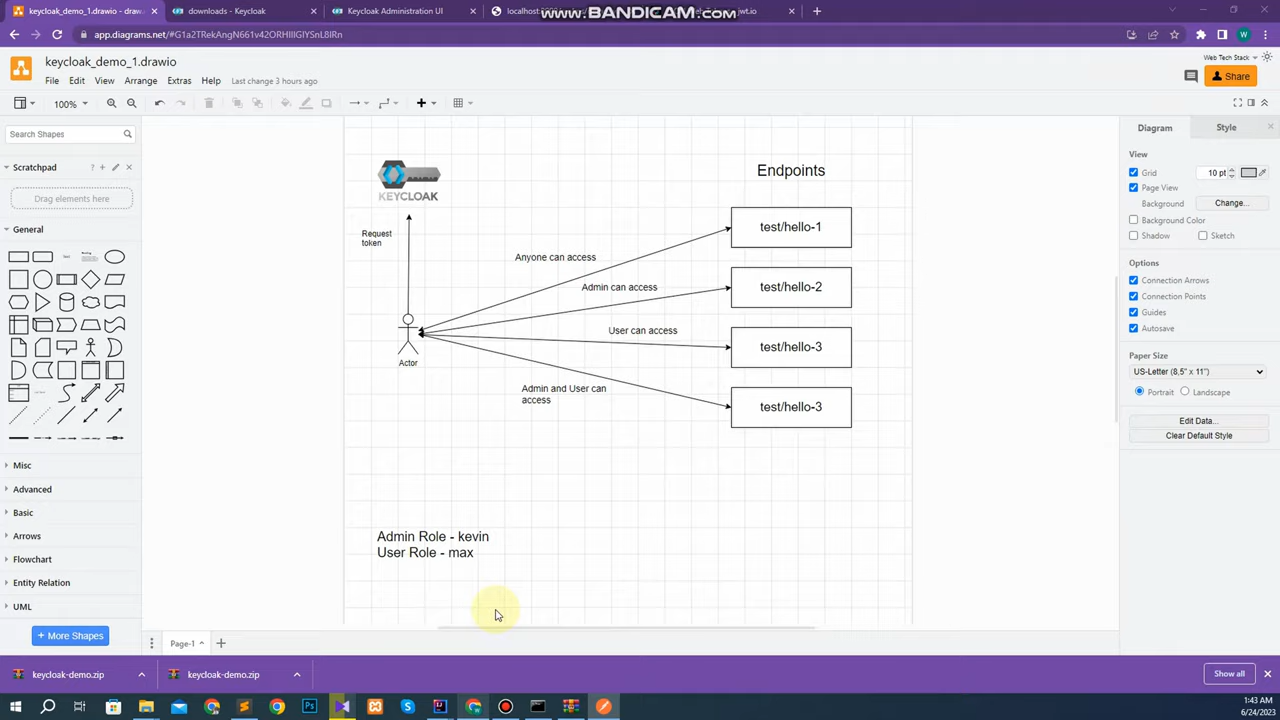 keycloak_demo_1.drawio - draw.i
downloads - Keycloak
Keycloak Administration UI
jwt.io
WWW.BANDICAM.COM
app.diagrams.net/#G1a2TRekAngN661v42ORHIIIGIYSnL8IRn
W
keycloak_demo_1.drawio
File Edit View Arrange Extras Help Last change 3 hours ago
Web Tech Stack
Share
100%
Search Shapes
Scratchpad
Drag elements here
General
Misc
Advanced
Basic
Arrows
Flowchart
Entity Relation
UML
+ More Shapes
KEYCLOAK
Request
token
Actor
Anyone can access
Admin can access
User can access
Admin and User can
access
Endpoints
test/hello-1
test/hello-2
test/hello-3
test/hello-3
Admin Role - kevin
User Role - max
Diagram Style
View
Grid 10 pt
Page View
Background Change...
Background Color
Shadow Sketch
Options
Connection Arrows
Connection Points
Guides
Autosave
Paper Size
US-Letter (8,5" x 11")
Portrait Landscape
Edit Data...
Clear Default Style
Page-1
keycloak-demo.zip
keycloak-demo.zip
Show all
1:43 AM
6/24/2023